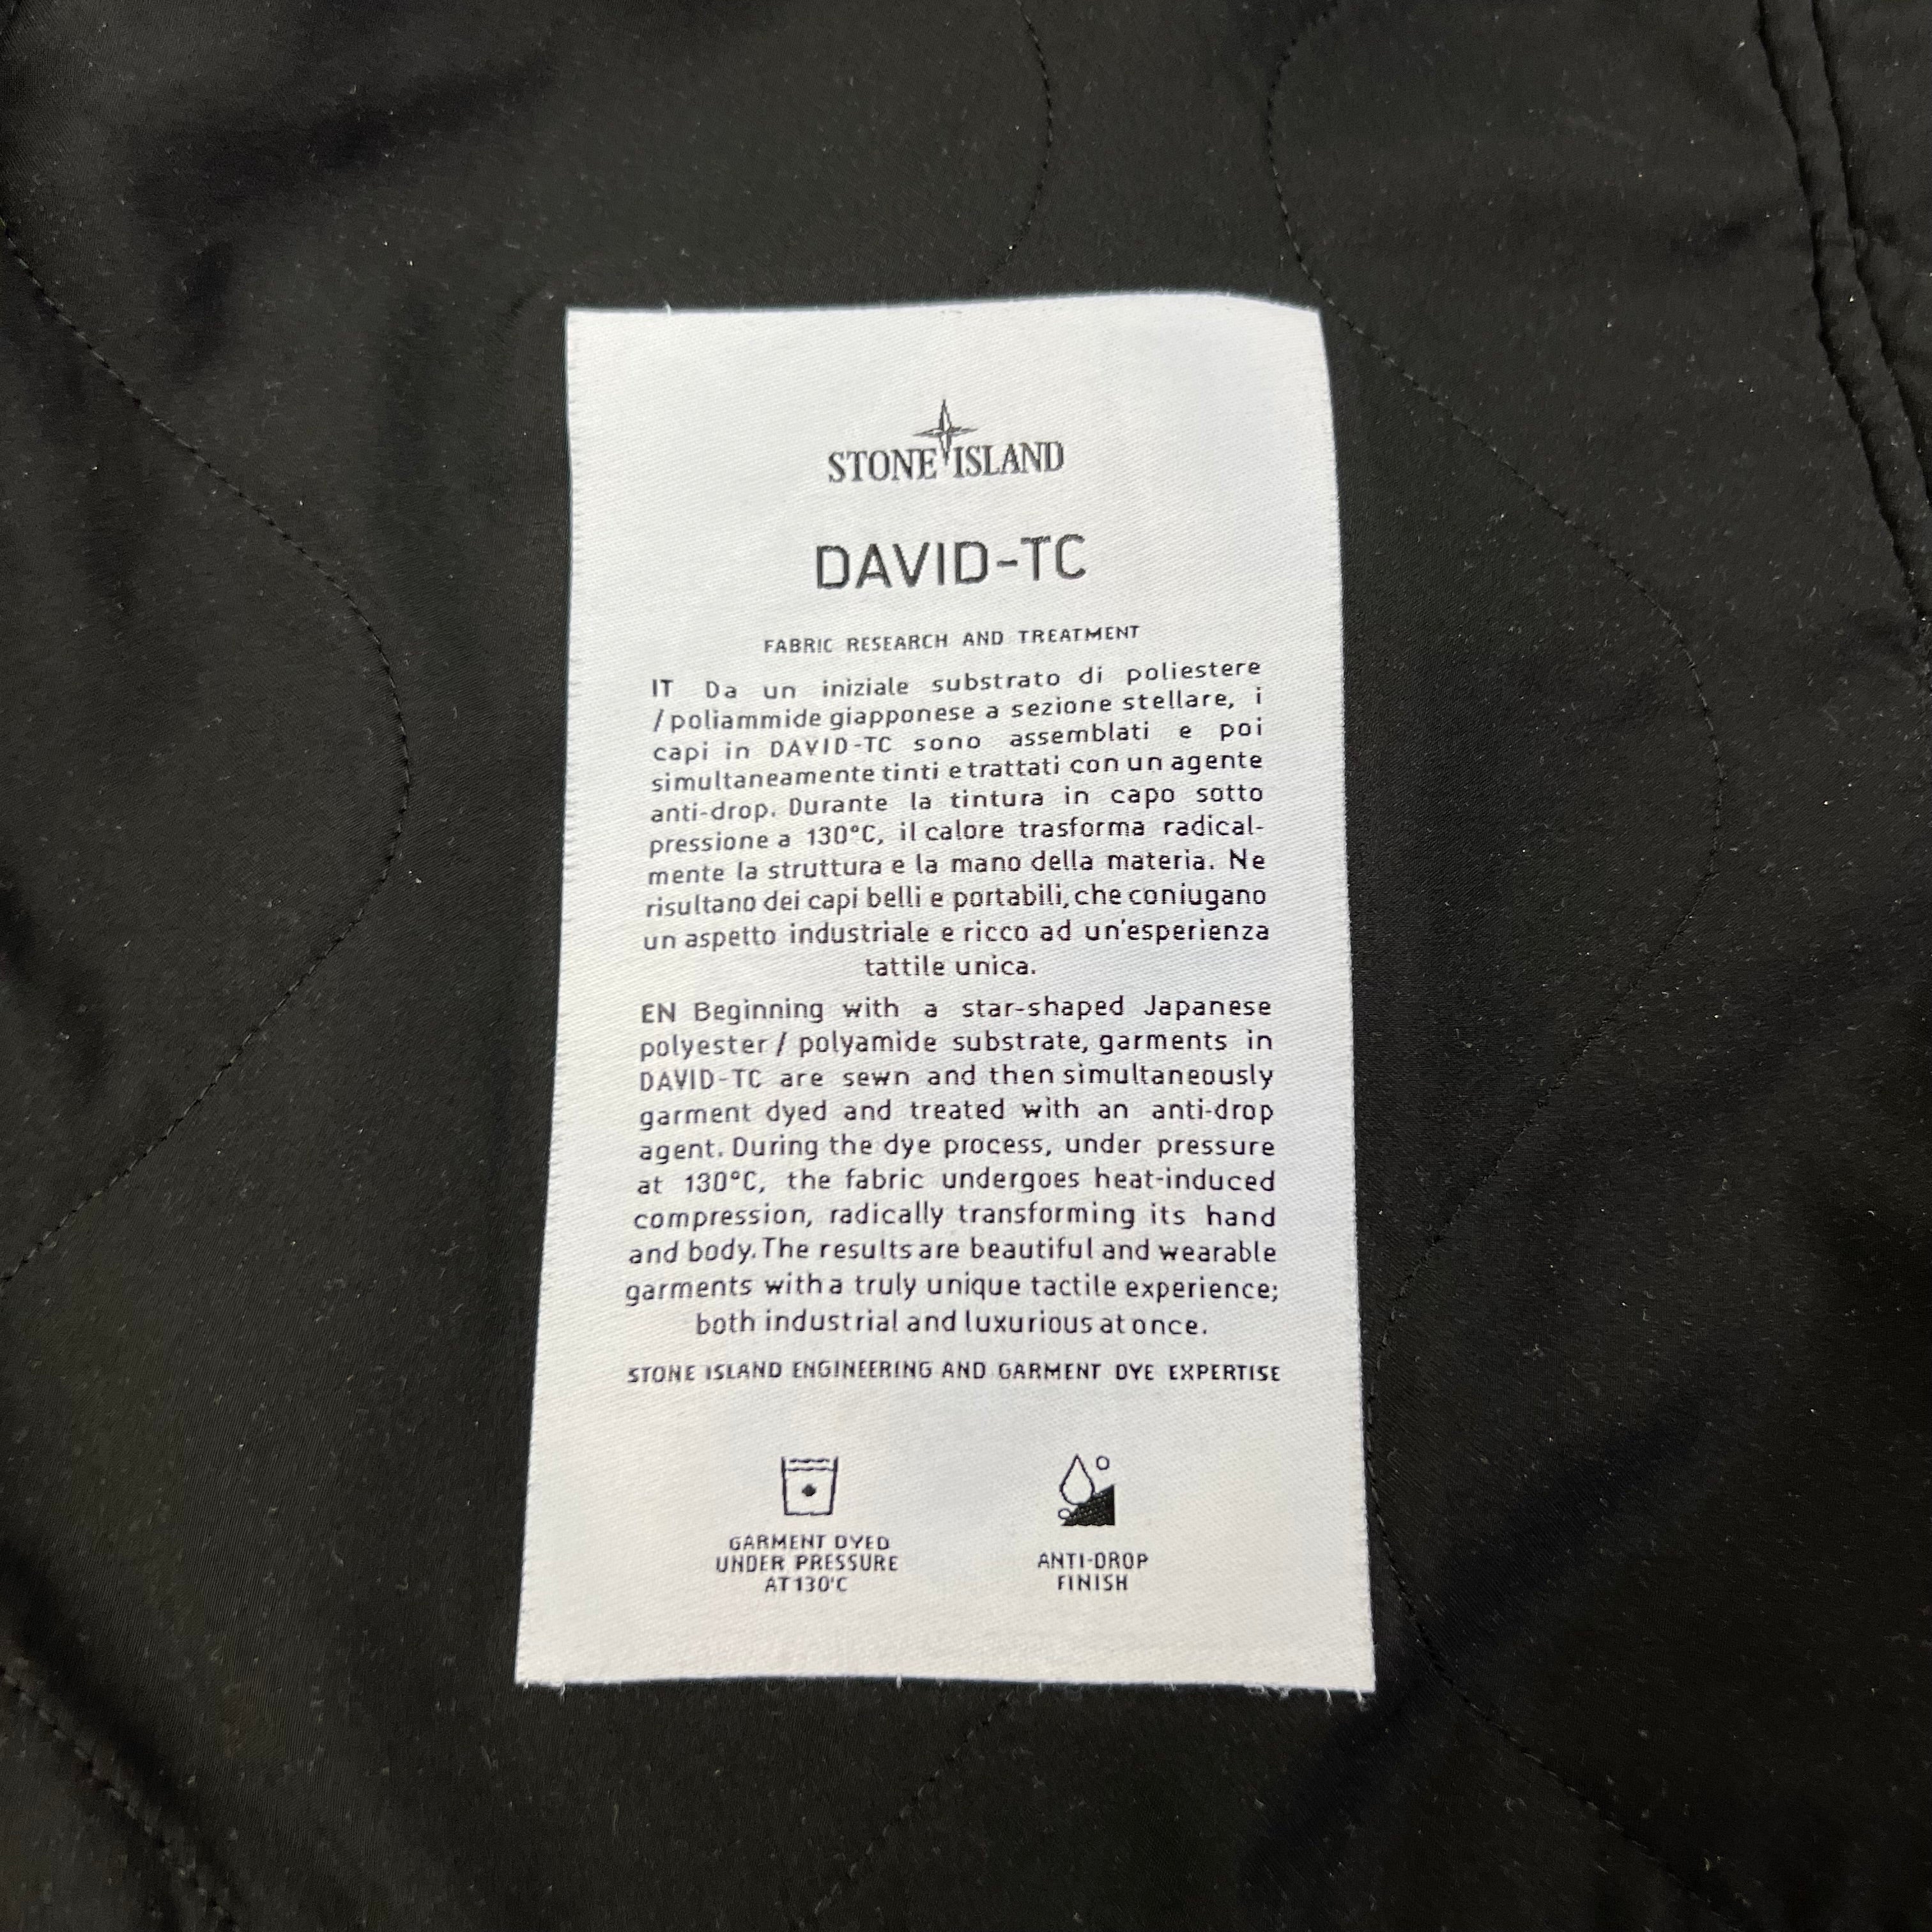 STONE ISLAND
DAVID-TC
FABRIC RESEARCH AND TREATMENT
IT Da un iniziale substrato di poliestere
/poliammide giapponese a sezione stellare, i
capi in DAVID-TC sono assemblati e poi
simultaneamente tinti e trattati con un agente
anti-drop. Durante la tintura in capo sotto
pressione a 130°C, il calore trasforma radical-
mente la struttura e la mano della materia. Ne
risultano dei capi belli e portabili, che coniugano
un aspetto industriale e ricco ad un'esperienza
tattile unica.
EN Beginning with a star-shaped Japanese
polyester / polyamide substrate, garments in
DAVID-TC are sewn and then simultaneously
garment dyed and treated with an anti-drop
agent. During the dye process, under pressure
at 130°C, the fabric undergoes heat-induced
compression, radically transforming its hand
and body. The results are beautiful and wearable
garments with a truly unique tactile experience;
both industrial and luxurious at once.
STONE ISLAND ENGINEERING AND GARMENT DYE EXPERTISE
GARMENT DYED
UNDER PRESSURE
AT 130°C
ANTI-DROP
FINISH